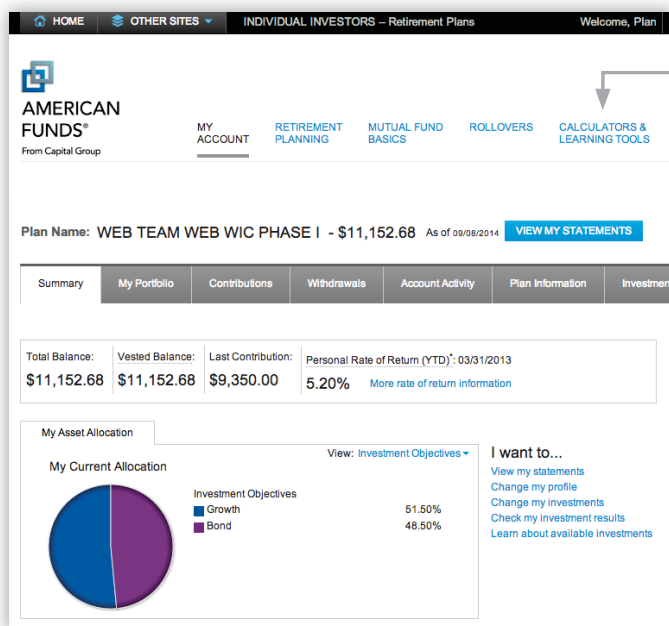 HOME OTHER SITES INDIVIDUAL INVESTORS – Retirement Plans Welcome, Plan
AMERICAN
FUNDS®
From Capital Group
MY
ACCOUNT
RETIREMENT
PLANNING
MUTUAL FUND
BASICS
ROLLOVERS
CALCULATORS &
LEARNING TOOLS
Plan Name: WEB TEAM WEB WIC PHASE I - $11,152.68 As of 09/08/2014 VIEW MY STATEMENTS
Summary My Portfolio Contributions Withdrawals Account Activity Plan Information Investmen
Total Balance: Vested Balance: Last Contribution: Personal Rate of Return (YTD)*: 03/31/2013
$11,152.68 $11,152.68 $9,350.00 5.20% More rate of return information
My Asset Allocation
View: Investment Objectives
My Current Allocation
Investment Objectives
Growth 51.50%
Bond 48.50%
I want to...
View my statements
Change my profile
Change my investments
Check my investment results
Learn about available investments